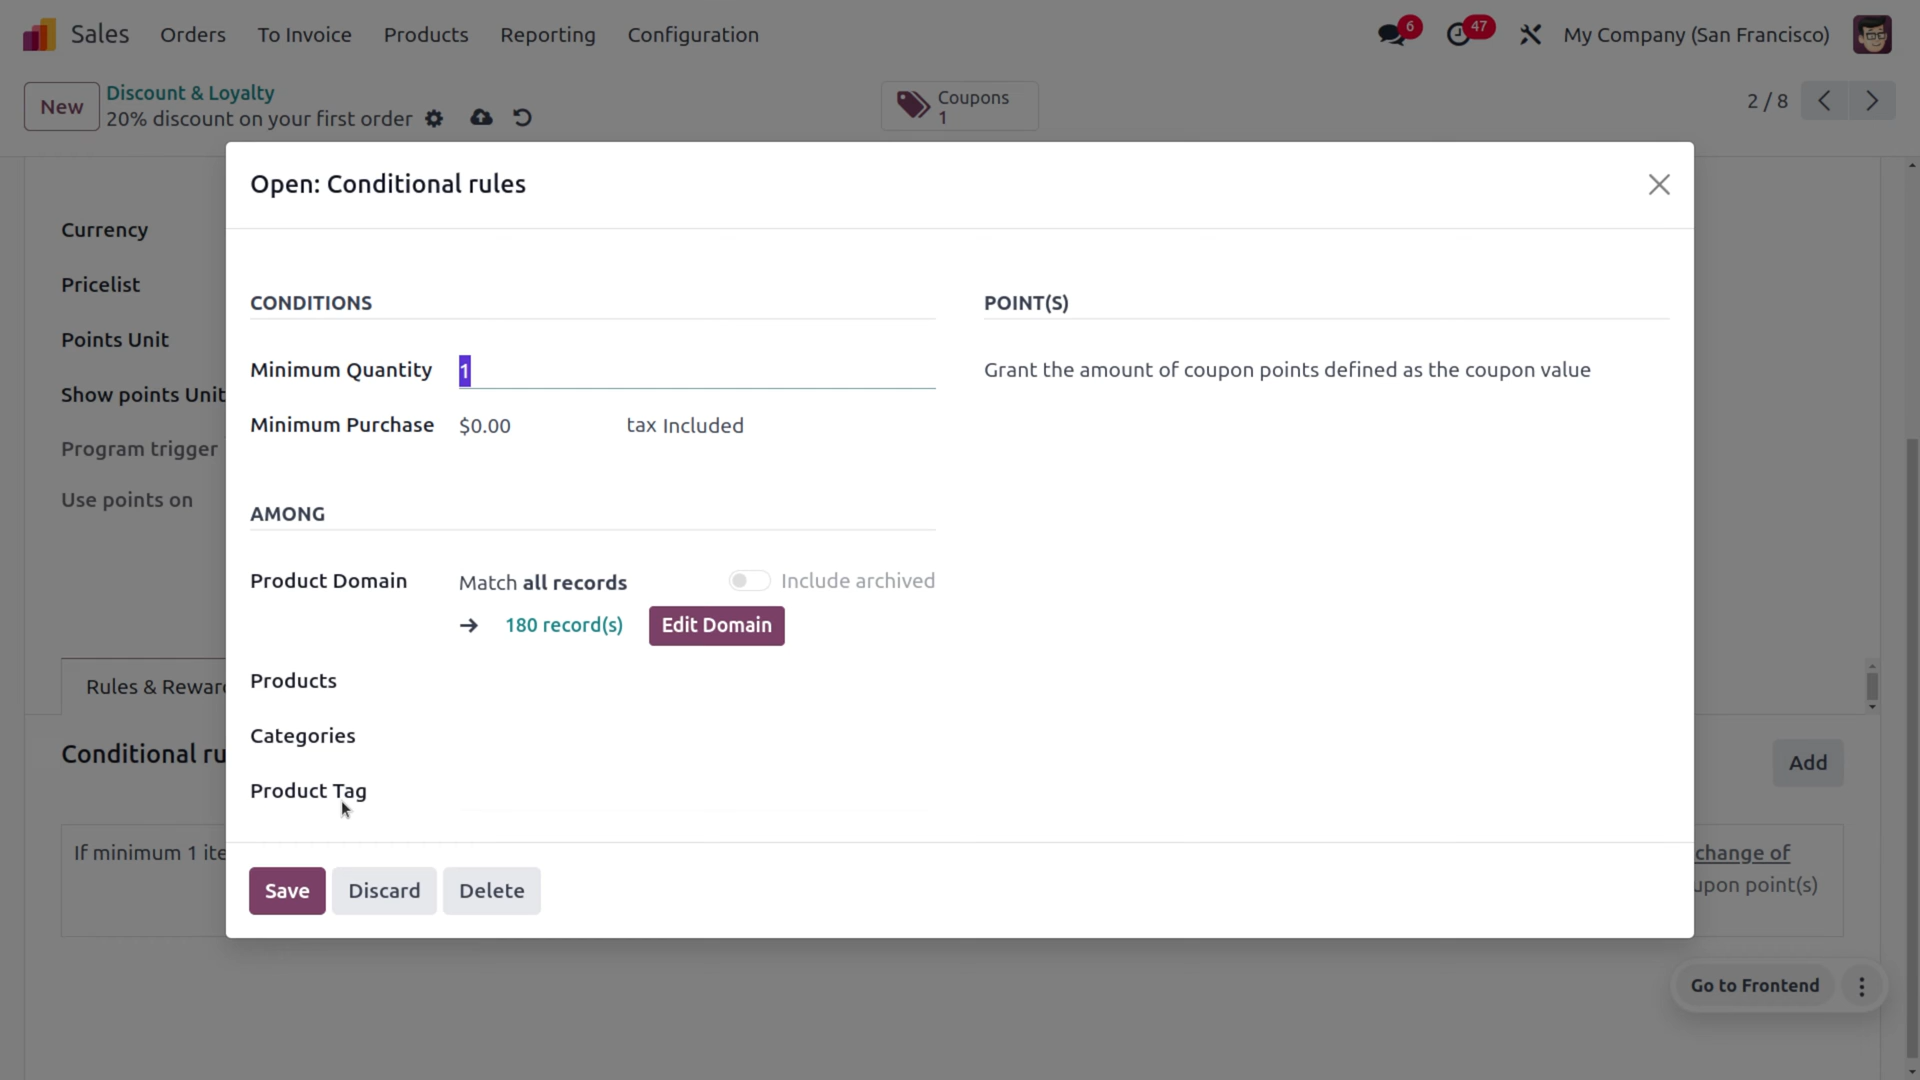 Sales Orders To Invoice Products Reporting Configuration 6 47 My Company (San Francisco)
New Discount & Loyalty
20% discount on your first order
Coupons
1
2 / 8
Open: Conditional rules
Currency
Pricelist
Points Unit
Show points Unit
Program trigger
Use points on
CONDITIONS
Minimum Quantity 1
Minimum Purchase $0.00 tax Included
POINT(S)
Grant the amount of coupon points defined as the coupon value
AMONG
Product Domain Match all records Include archived
→ 180 record(s) Edit Domain
Products
Categories
Product Tag
Rules & Rewar
Conditional ru
Add
If minimum 1 ite
change of
upon point(s)
Save Discard Delete
Go to Frontend